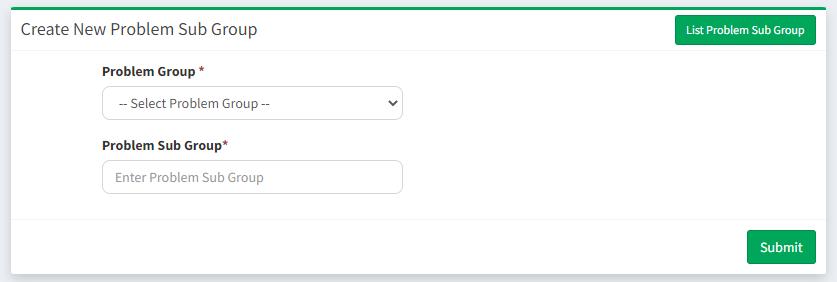 Create New Problem Sub Group
List Problem Sub Group
Problem Group *
-- Select Problem Group --
Problem Sub Group*
Enter Problem Sub Group
Submit